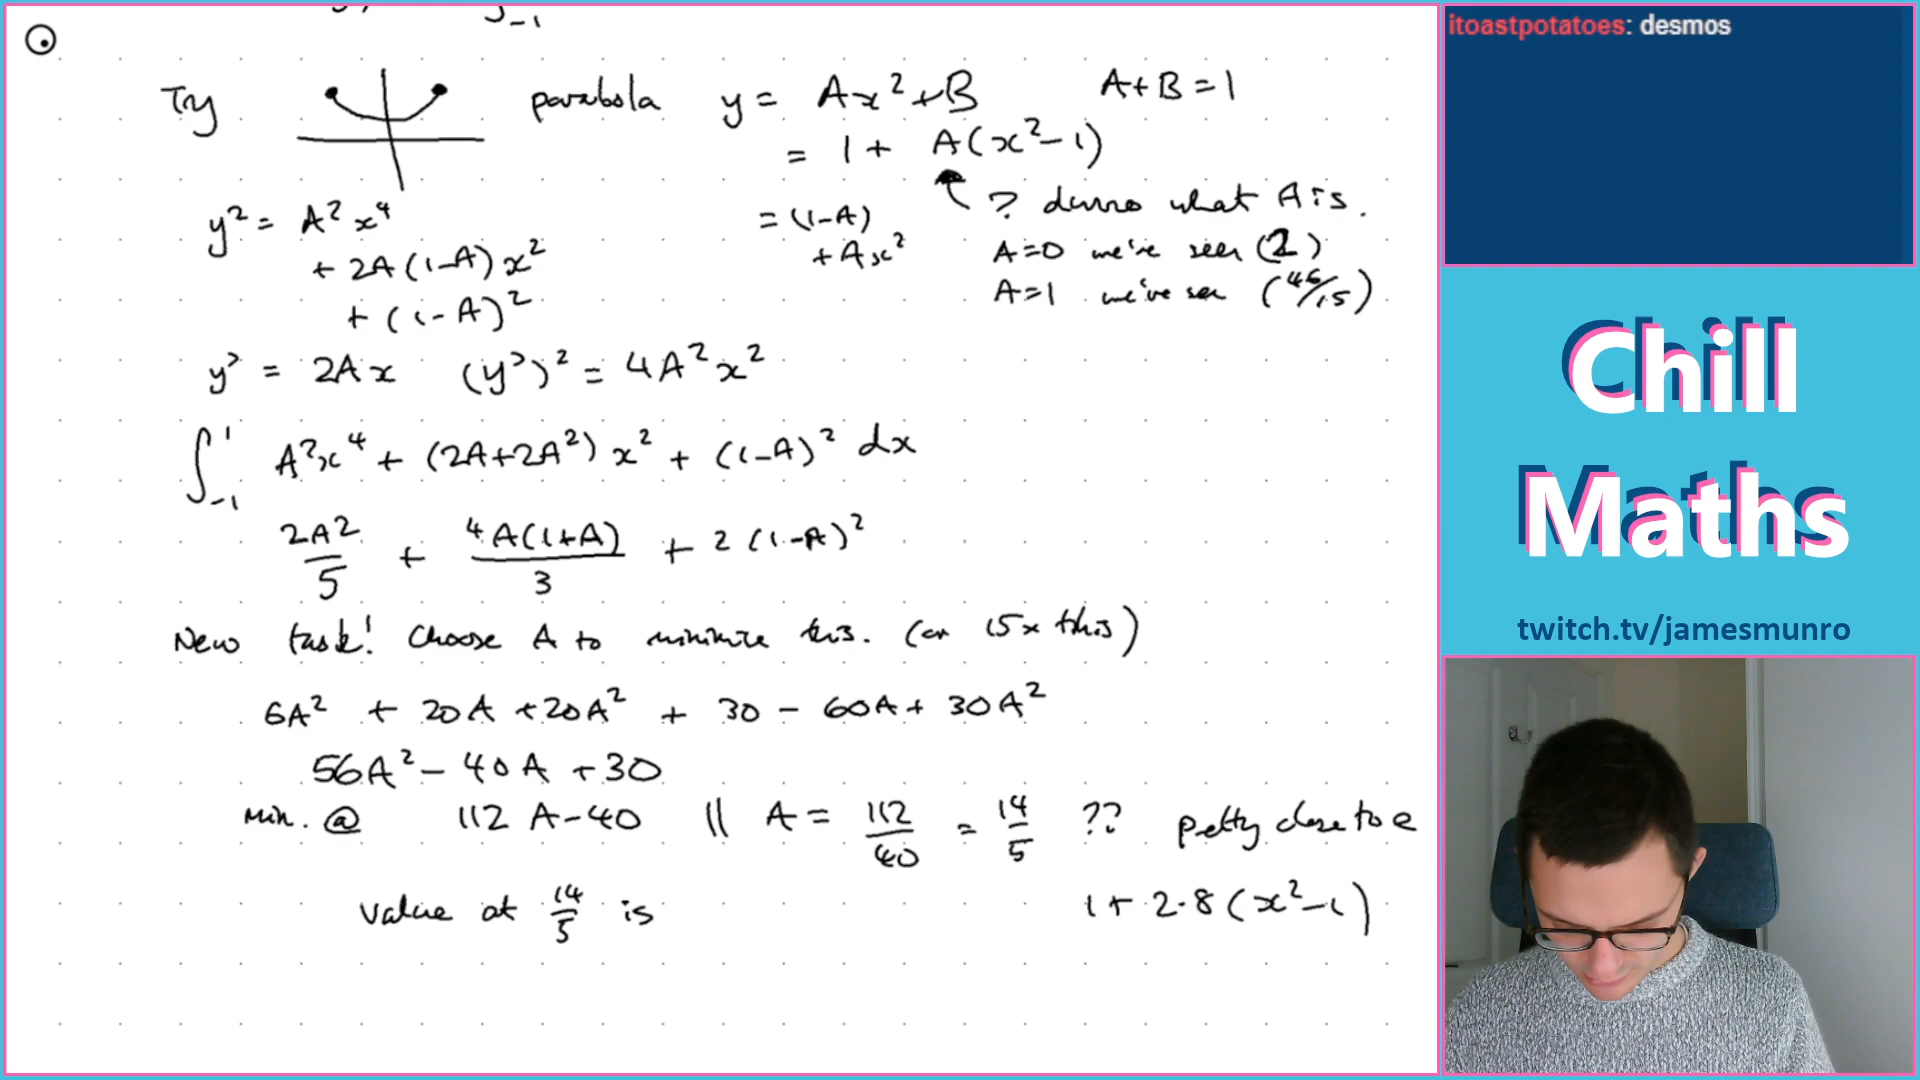 itoastpotatoes: desmos
Try parabola y = Ax² + B A+B=1
= 1 + A(x²-1)
? dunno what A is.
= (1-A) + Ax²
A=0 we've seen (2)
A=1 we've seen (46/15)
y² = A²x⁴
+ 2A(1-A)x²
+ (1-A)²
y' = 2Ax (y')² = 4A²x²
∫₋₁¹ A²x⁴ + (2A+2A²)x² + (1-A)² dx
2A²/5 + 4A(1+A)/3 + 2(1-A)²
New task! Choose A to minimize this. (or 15x this)
6A² + 20A + 20A² + 30 - 60A + 30A²
56A² - 40A + 30
Min. @ 112A-40 || A = 112/40 = 14/5 ?? pretty close to e
value at 14/5 is 1+2.8(x²-1)
Chill
Maths
twitch.tv/jamesmunro